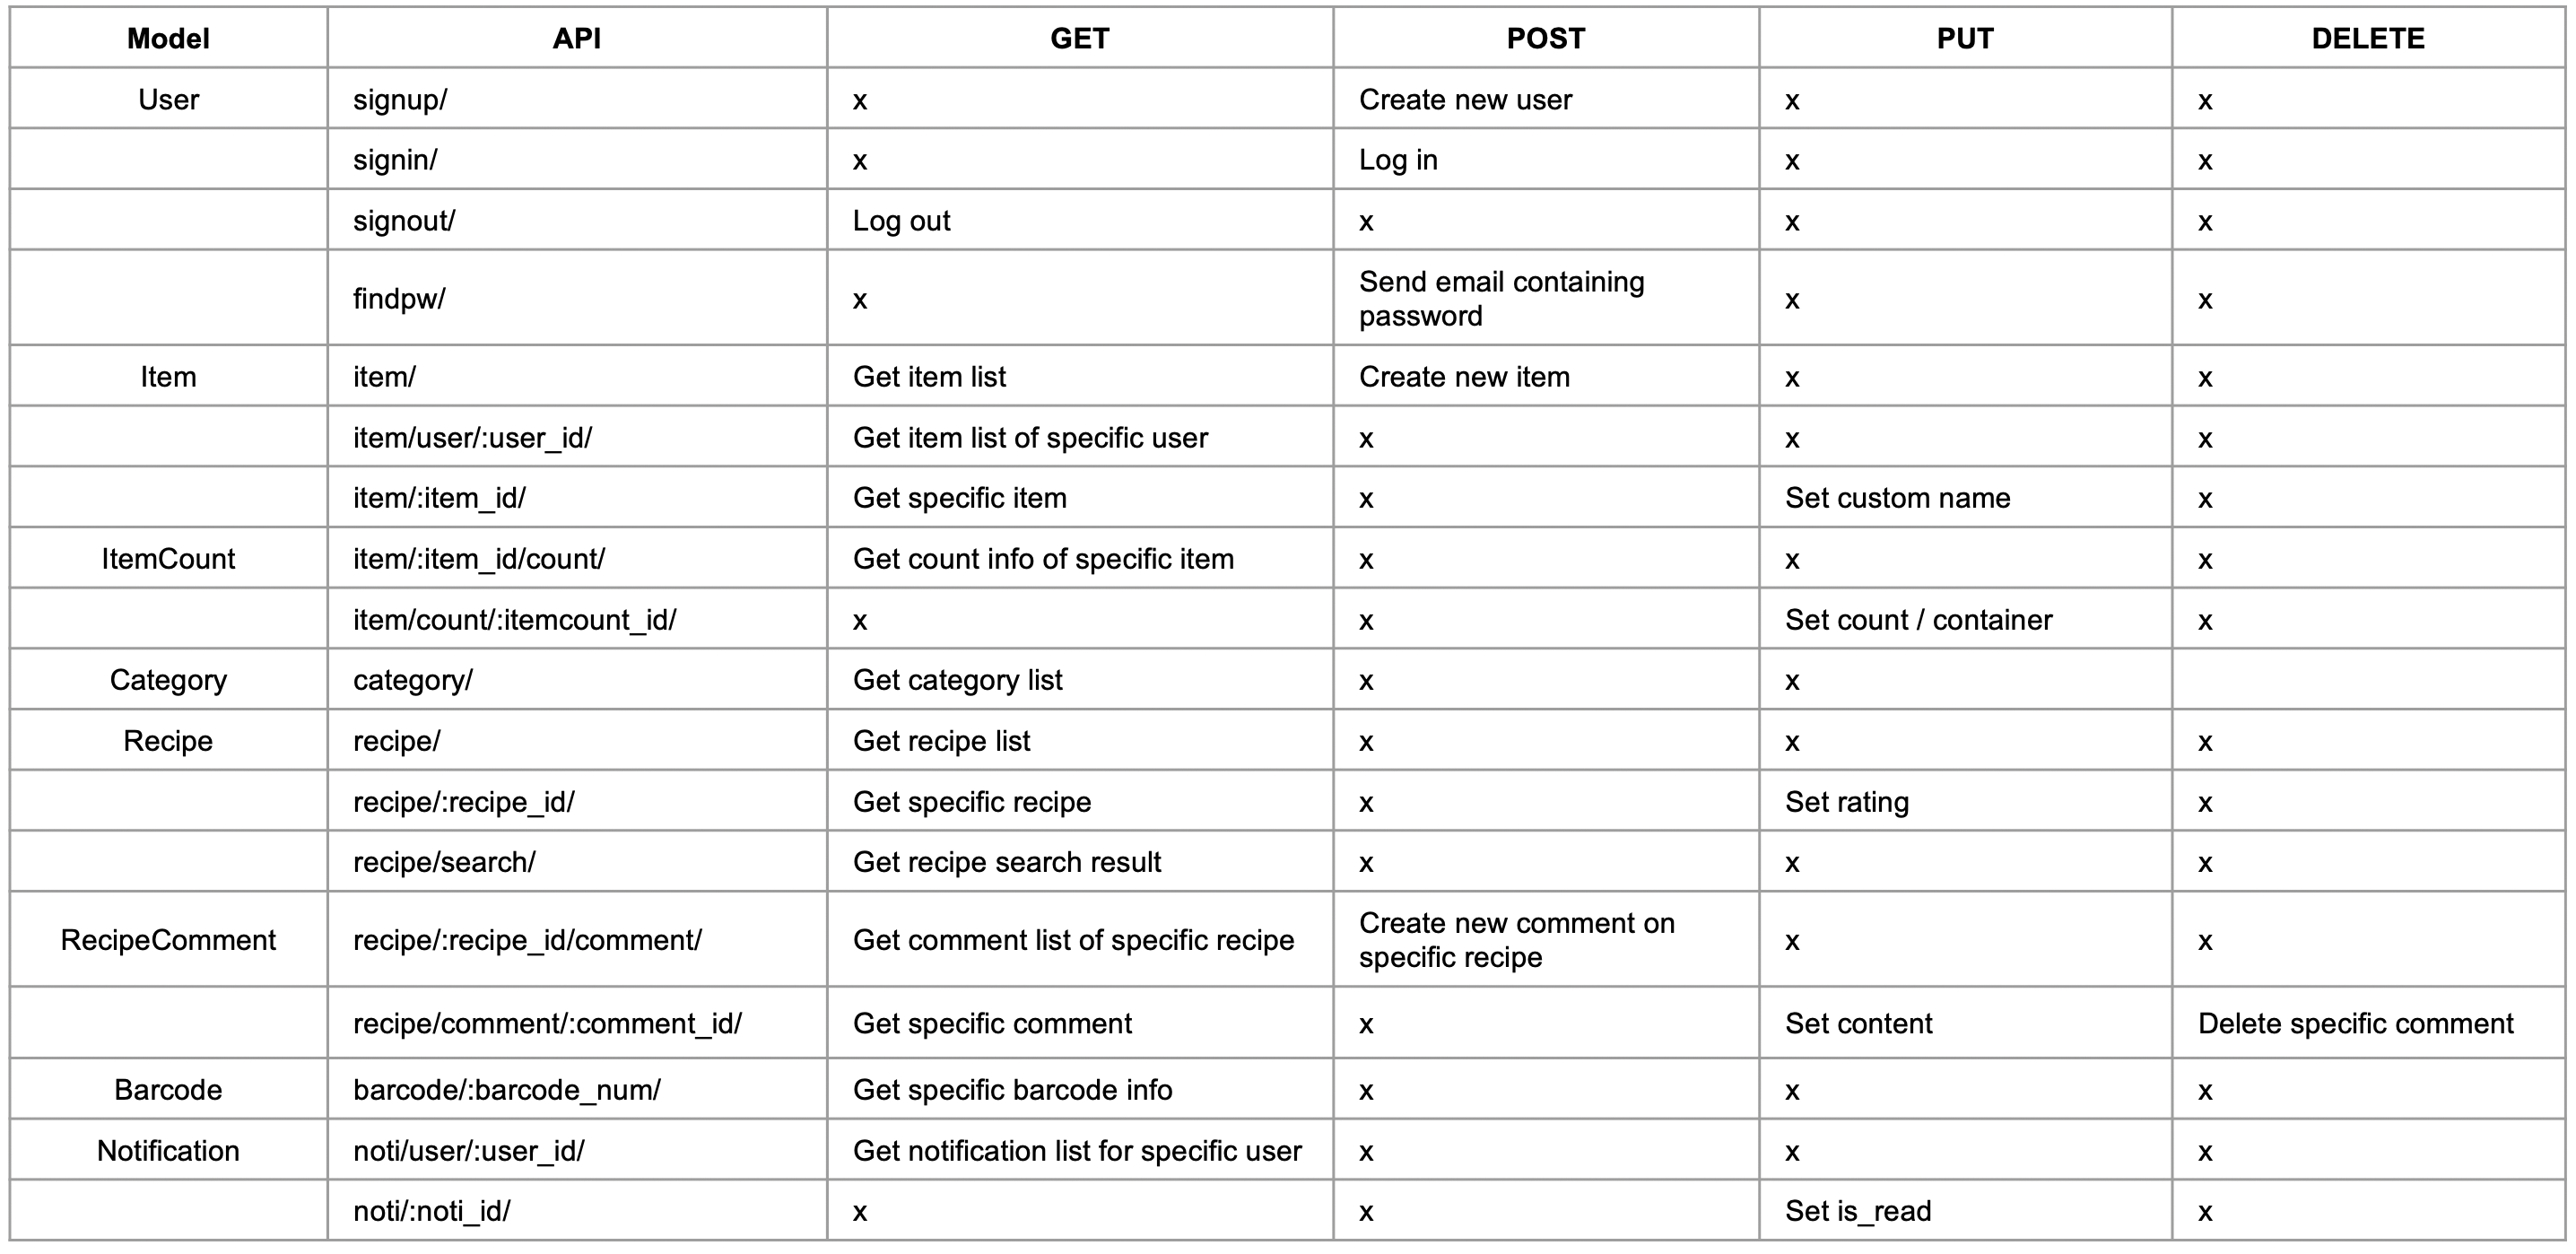 Model API GET POST PUT DELETE
User signup/ x Create new user x x
signin/ x Log in x x
signout/ Log out x x x
findpw/ x Send email containing password x x
Item item/ Get item list Create new item x x
item/user/:user_id/ Get item list of specific user x x x
item/:item_id/ Get specific item x Set custom name x
ItemCount item/:item_id/count/ Get count info of specific item x x x
item/count/:itemcount_id/ x x Set count / container x
Category category/ Get category list x x
Recipe recipe/ Get recipe list x x x
recipe/:recipe_id/ Get specific recipe x Set rating x
recipe/search/ Get recipe search result x x x
RecipeComment recipe/:recipe_id/comment/ Get comment list of specific recipe Create new comment on specific recipe x x
recipe/comment/:comment_id/ Get specific comment x Set content Delete specific comment
Barcode barcode/:barcode_num/ Get specific barcode info x x x
Notification noti/user/:user_id/ Get notification list for specific user x x x
noti/:noti_id/ x x Set is_read x